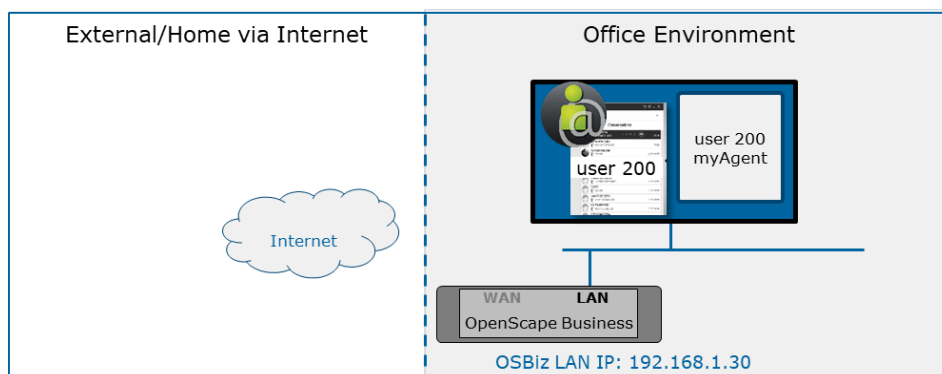 External/Home via Internet
Office Environment
@
user 200
user 200
myAgent
Internet
WAN
LAN
OpenScape Business
OSBiz LAN IP: 192.168.1.30